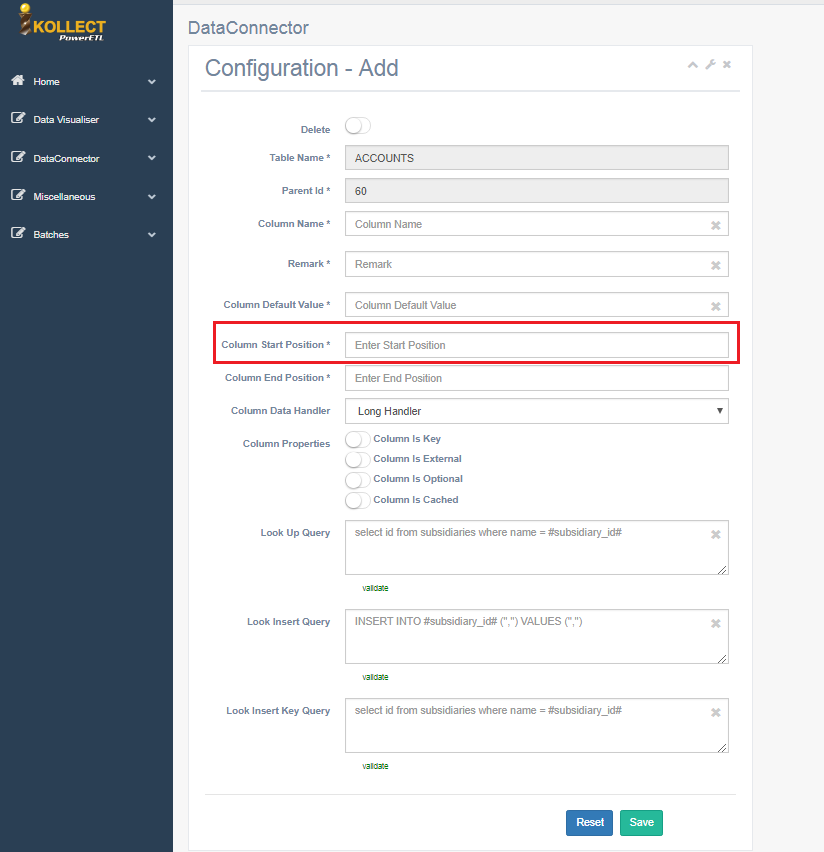 KOLLECT
PowerETL
Home
Data Visualiser
DataConnector
Miscellaneous
Batches
DataConnector
Configuration - Add
Delete
Table Name * ACCOUNTS
Parent Id * 60
Column Name * Column Name
Remark * Remark
Column Default Value * Column Default Value
Column Start Position * Enter Start Position
Column End Position * Enter End Position
Column Data Handler Long Handler
Column Properties Column Is Key
Column Is External
Column Is Optional
Column Is Cached
Look Up Query select id from subsidiaries where name = #subsidiary_id#
validate
Look Insert Query INSERT INTO #subsidiary_id# (",") VALUES (",")
validate
Look Insert Key Query select id from subsidiaries where name = #subsidiary_id#
validate
Reset Save